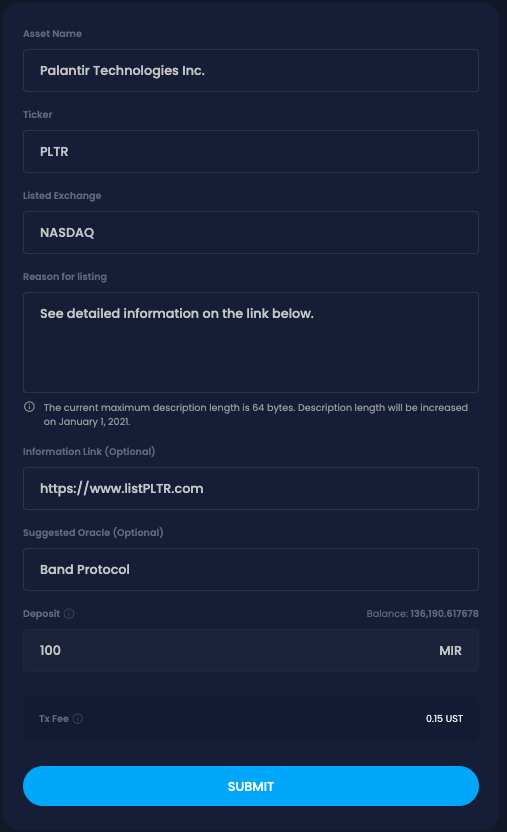 Asset Name
Palantir Technologies Inc.
Ticker
PLTR
Listed Exchange
NASDAQ
Reason for listing
See detailed information on the link below.
The current maximum description length is 64 bytes. Description length will be increased
on January 1, 2021.
Information Link (Optional)
https://www.listPLTR.com
Suggested Oracle (Optional)
Band Protocol
Deposit Balance: 136,190.617678
100 MIR
Tx Fee 0.15 UST
SUBMIT